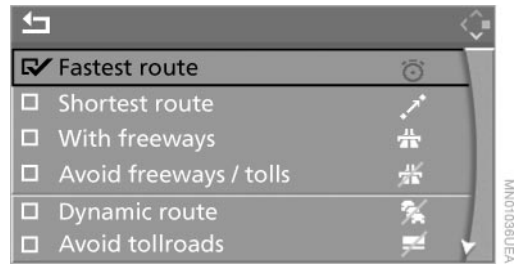 Fastest route
Shortest route
With freeways
Avoid freeways / tolls
Dynamic route
Avoid tollroads
MN01036UEA